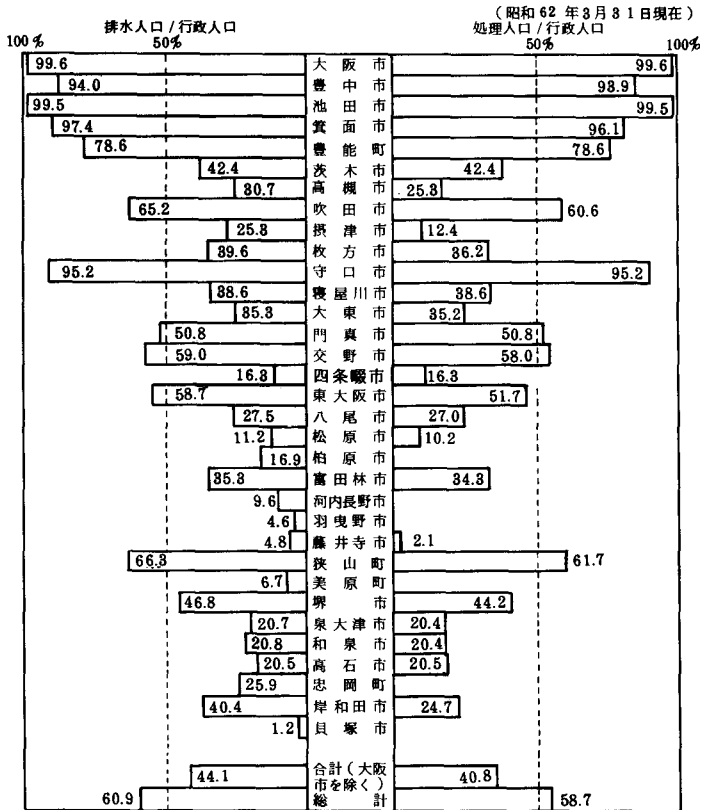 (昭和62年3月31日現在)
排水人口/行政人口 処理人口/行政人口
100% 50% 50% 100%
99.6 大阪市 99.6
94.0 豊中市 93.9
99.5 池田市 99.5
97.4 箕面市 96.1
78.6 豊能町 78.6
42.4 茨木市 42.4
30.7 高槻市 25.3
65.2 吹田市 60.6
25.3 摂津市 12.4
39.6 枚方市 36.2
95.2 守口市 95.2
38.6 寝屋川市 38.6
35.3 大東市 35.2
50.8 門真市 50.8
59.0 交野市 58.0
16.3 四条畷市 16.3
58.7 東大阪市 51.7
27.5 八尾市 27.0
11.2 松原市 10.2
16.9 柏原市
35.3 富田林市 34.3
9.6 河内長野市
4.6 羽曳野市
4.8 藤井寺市 2.1
66.3 狭山町 61.7
6.7 美原町
46.8 堺市 44.2
20.7 泉大津市 20.4
20.8 和泉市 20.4
20.5 高石市 20.5
25.9 忠岡町
40.4 岸和田市 24.7
1.2 貝塚市
44.1 合計(大阪 40.8
市を除く)
60.9 総計 58.7